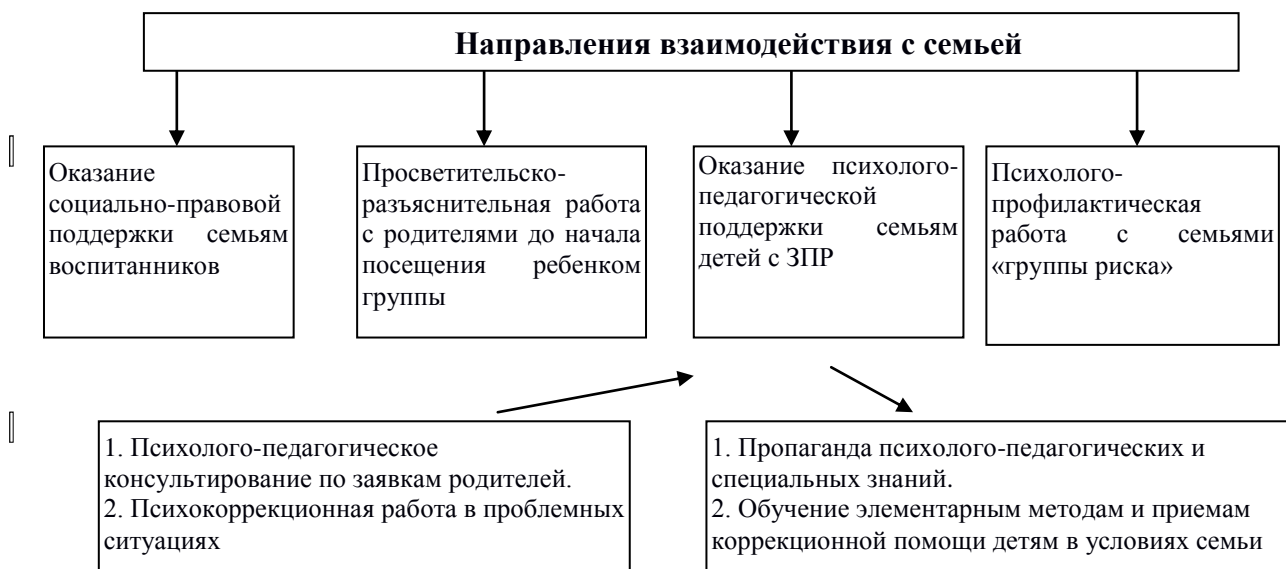 Направления взаимодействия с семьей
Оказание
социально-правовой
поддержки семьям
воспитанников
Просветительско-
разъяснительная работа
с родителями до начала
посещения ребенком
группы
Оказание психолого-
педагогической
поддержки семьям
детей с ЗПР
Психолого-
профилактическая
работа с семьями
«группы риска»
1. Психолого-педагогическое
консультирование по заявкам родителей.
2. Психокоррекционная работа в проблемных
ситуациях
1. Пропаганда психолого-педагогических и
специальных знаний.
2. Обучение элементарным методам и приемам
коррекционной помощи детям в условиях семьи